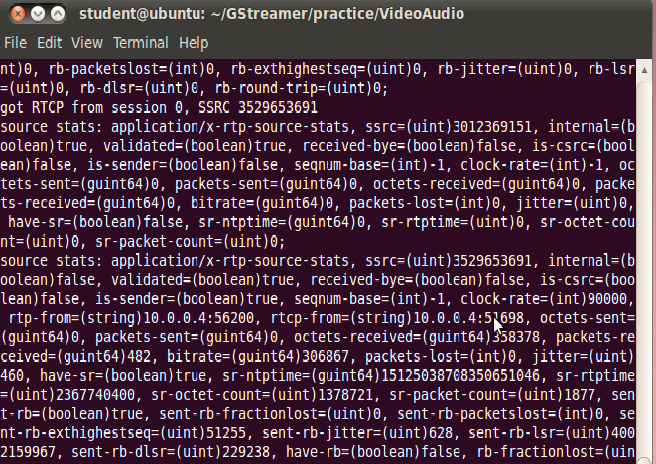 student@ubuntu: ~/GStreamer/practice/VideoAudio
File Edit View Terminal Help
nt)0, rb-packetslost=(int)0, rb-exthighestseq=(uint)0, rb-jitter=(uint)0, rb-lsr
=(uint)0, rb-dlsr=(uint)0, rb-round-trip=(uint)0;
got RTCP from session 0, SSRC 3529653691
source stats: application/x-rtp-source-stats, ssrc=(uint)3012369151, internal=(b
oolean)true, validated=(boolean)true, received-bye=(boolean)false, is-csrc=(bool
ean)false, is-sender=(boolean)false, seqnum-base=(int)-1, clock-rate=(int)-1, oc
tets-sent=(guint64)0, packets-sent=(guint64)0, octets-received=(guint64)0, packe
ts-received=(guint64)0, bitrate=(guint64)0, packets-lost=(int)0, jitter=(uint)0,
have-sr=(boolean)false, sr-ntptime=(guint64)0, sr-rtptime=(uint)0, sr-octet-cou
nt=(uint)0, sr-packet-count=(uint)0;
source stats: application/x-rtp-source-stats, ssrc=(uint)3529653691, internal=(b
oolean)false, validated=(boolean)true, received-bye=(boolean)false, is-csrc=(boo
lean)false, is-sender=(boolean)true, seqnum-base=(int)-1, clock-rate=(int)90000,
rtp-from=(string)10.0.0.4:56200, rtcp-from=(string)10.0.0.4:51698, octets-sent=
(guint64)0, packets-sent=(guint64)0, octets-received=(guint64)358378, packets-re
ceived=(guint64)482, bitrate=(guint64)306867, packets-lost=(int)0, jitter=(uint)
460, have-sr=(boolean)true, sr-ntptime=(guint64)15125038708350651046, sr-rtptime
=(uint)2367740400, sr-octet-count=(uint)1378721, sr-packet-count=(uint)1877, sen
t-rb=(boolean)true, sent-rb-fractionlost=(uint)0, sent-rb-packetslost=(int)0, se
nt-rb-exthighestseq=(uint)51255, sent-rb-jitter=(uint)628, sent-rb-lsr=(uint)400
2159967, sent-rb-dlsr=(uint)229238, have-rb=(boolean)false, rb-fractionlost=(uin